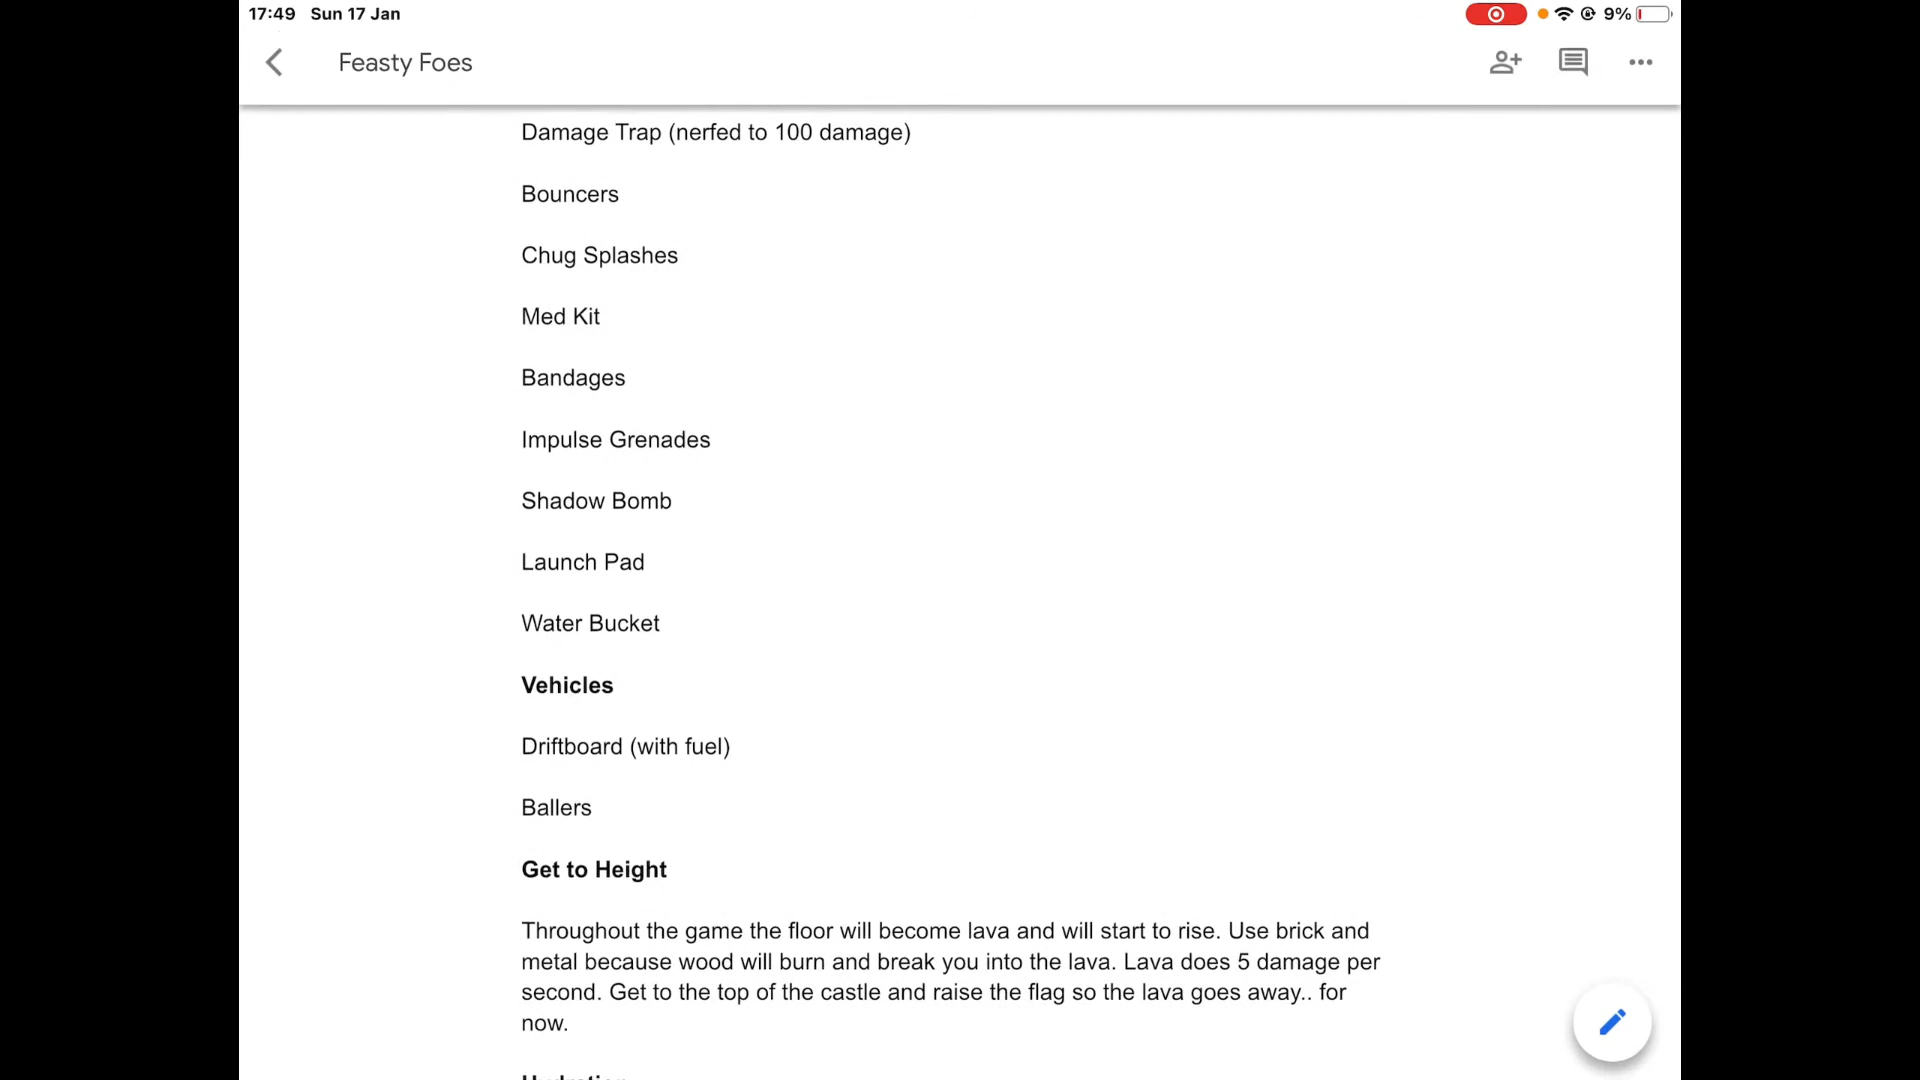 17:49 Sun 17 Jan
9%
Feasty Foes
Damage Trap (nerfed to 100 damage)
Bouncers
Chug Splashes
Med Kit
Bandages
Impulse Grenades
Shadow Bomb
Launch Pad
Water Bucket
Vehicles
Driftboard (with fuel)
Ballers
Get to Height
Throughout the game the floor will become lava and will start to rise. Use brick and
metal because wood will burn and break you into the lava. Lava does 5 damage per
second. Get to the top of the castle and raise the flag so the lava goes away.. for
now.